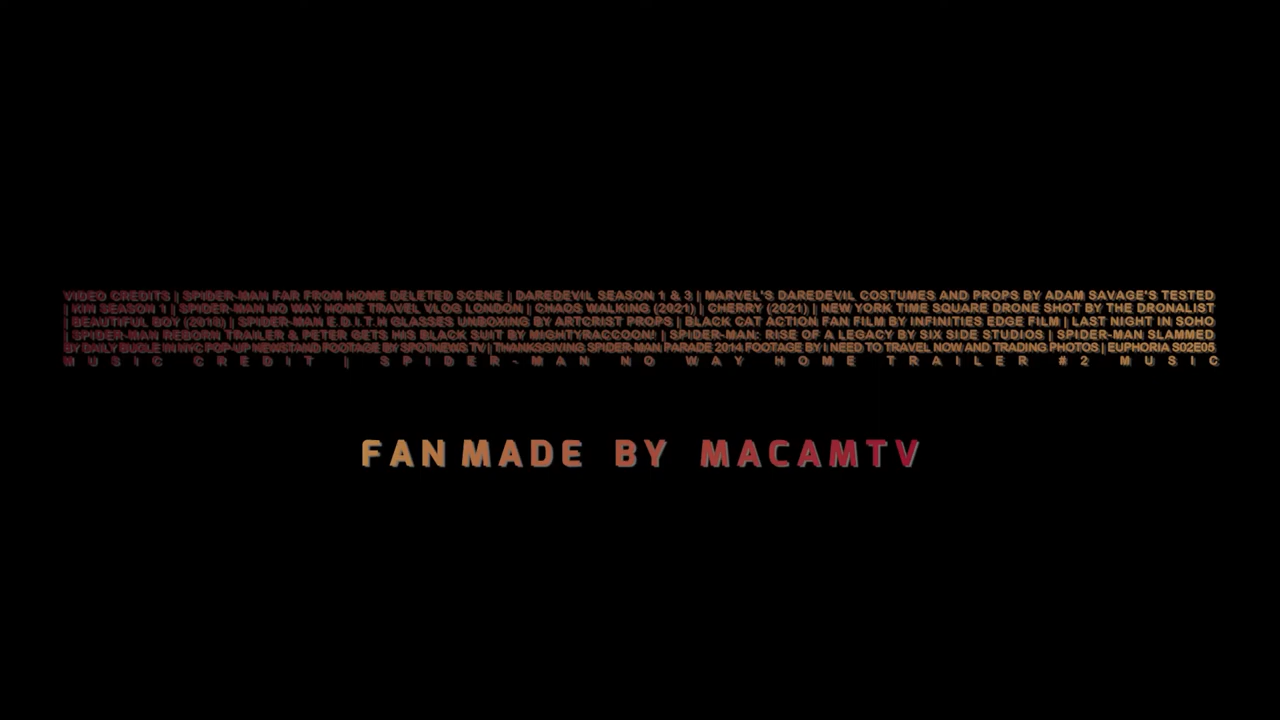 VIDEO CREDITS | SPIDER-MAN FAR FROM HOME DELETED SCENE | DAREDEVIL SEASON 1 & 3 | MARVEL'S DAREDEVIL COSTUMES AND PROPS BY ADAM SAVAGE'S TESTED
| KIN SEASON 1 | SPIDER-MAN NO WAY HOME TRAVEL VLOG LONDON | CHAOS WALKING (2021) | CHERRY (2021) | NEW YORK TIME SQUARE DRONE SHOT BY THE DRONALIST
| BEAUTIFUL BOY (2018) | SPIDER-MAN E.D.I.T.H GLASSES UNBOXING BY ARTCRIST PROPS | BLACK CAT ACTION FAN FILM BY INFINITIES EDGE FILM | LAST NIGHT IN SOHO
| SPIDER-MAN REBORN TRAILER & PETER GETS HIS BLACK SUIT BY MIGHTYRACCOON! | SPIDER-MAN: RISE OF A LEGACY BY SIX SIDE STUDIOS | SPIDER-MAN SLAMMED
BY DAILY BUGLE IN NYC POP-UP NEWSTAND FOOTAGE BY SPOTNEWS TV | THANKSGIVING SPIDER-MAN PARADE 2014 FOOTAGE BY I NEED TO TRAVEL NOW AND TRADING PHOTOS | EUPHORIA S02E05
MUSIC CREDIT | SPIDER-MAN NO WAY HOME TRAILER #2 MUSIC
FAN MADE BY MACAMTV